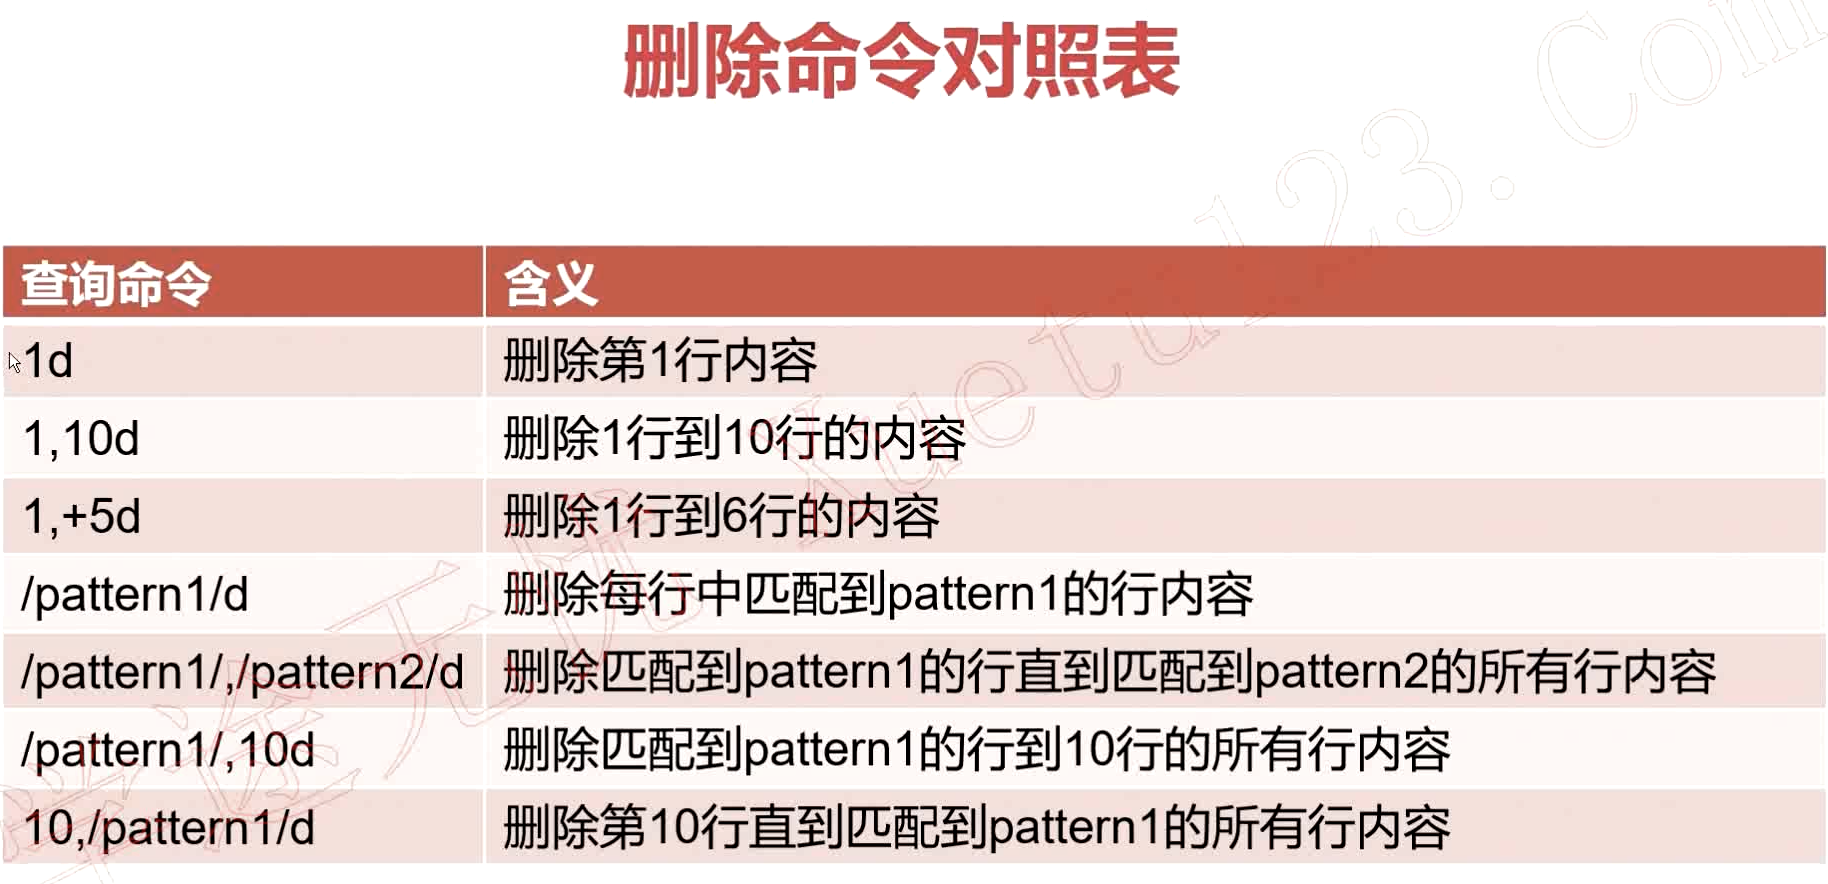 删除命令对照表
查询命令 含义
1d 删除第1行内容
1,10d 删除1行到10行的内容
1,+5d 删除1行到6行的内容
/pattern1/d 删除每行中匹配到pattern1的行内容
/pattern1/,/pattern2/d 删除匹配到pattern1的行直到匹配到pattern2的所有行内容
/pattern1/,10d 删除匹配到pattern1的行到10行的所有行内容
10,/pattern1/d 删除第10行直到匹配到pattern1的所有行内容
学途无忧 Xuetu123.Com